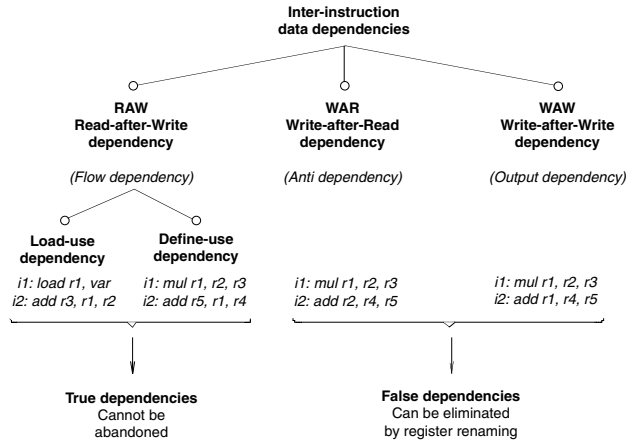 Inter-instruction
data dependencies
RAW
Read-after-Write
dependency
(Flow dependency)
WAR
Write-after-Read
dependency
(Anti dependency)
WAW
Write-after-Write
dependency
(Output dependency)
Load-use
dependency
i1: load r1, var
i2: add r3, r1, r2
Define-use
dependency
i1: mul r1, r2, r3
i2: add r5, r1, r4
i1: mul r1, r2, r3
i2: add r2, r4, r5
i1: mul r1, r2, r3
i2: add r1, r4, r5
True dependencies
Cannot be
abandoned
False dependencies
Can be eliminated
by register renaming